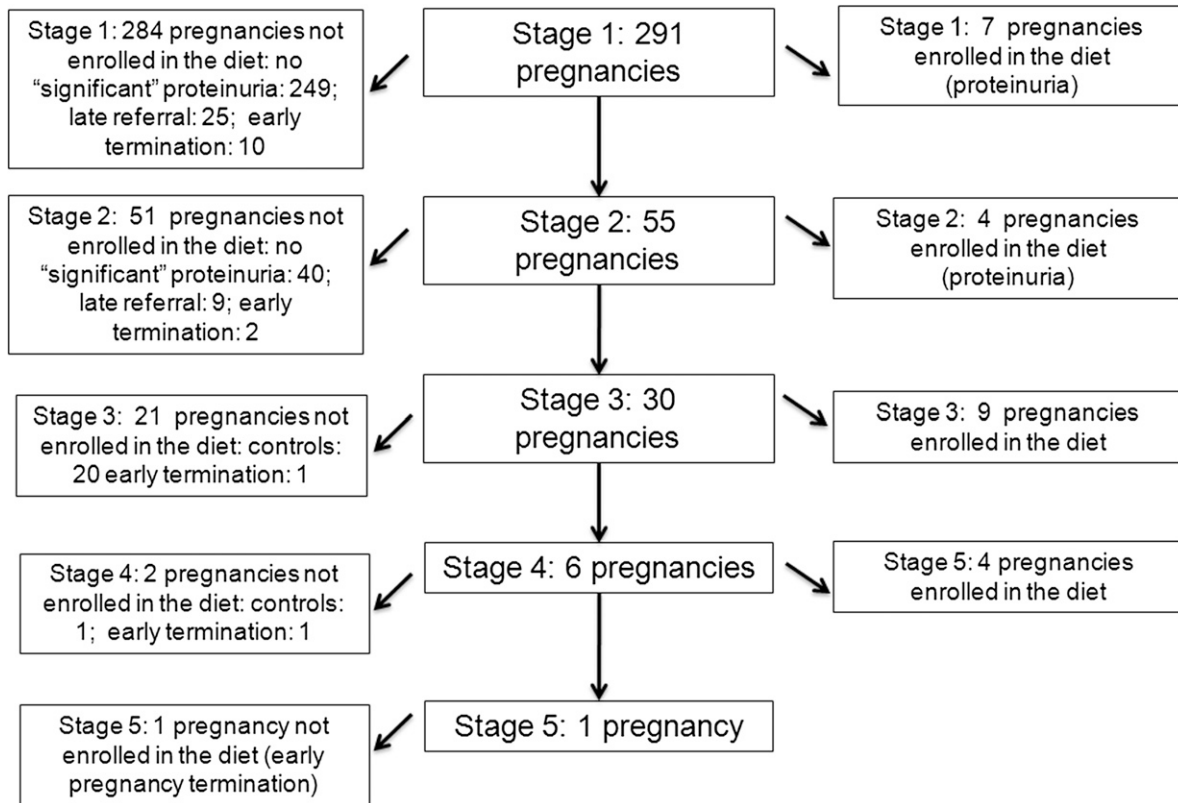 Stage 1: 284 pregnancies not
enrolled in the diet: no
“significant” proteinuria: 249;
late referral: 25; early
termination: 10
Stage 1: 291
pregnancies
Stage 1: 7 pregnancies
enrolled in the diet
(proteinuria)
Stage 2: 51 pregnancies not
enrolled in the diet: no
“significant” proteinuria: 40;
late referral: 9; early
termination: 2
Stage 2: 55
pregnancies
Stage 2: 4 pregnancies
enrolled in the diet
(proteinuria)
Stage 3: 21 pregnancies not
enrolled in the diet: controls:
20 early termination: 1
Stage 3: 30
pregnancies
Stage 3: 9 pregnancies
enrolled in the diet
Stage 4: 2 pregnancies not
enrolled in the diet: controls:
1; early termination: 1
Stage 4: 6 pregnancies
Stage 5: 4 pregnancies
enrolled in the diet
Stage 5: 1 pregnancy not
enrolled in the diet (early
pregnancy termination)
Stage 5: 1 pregnancy